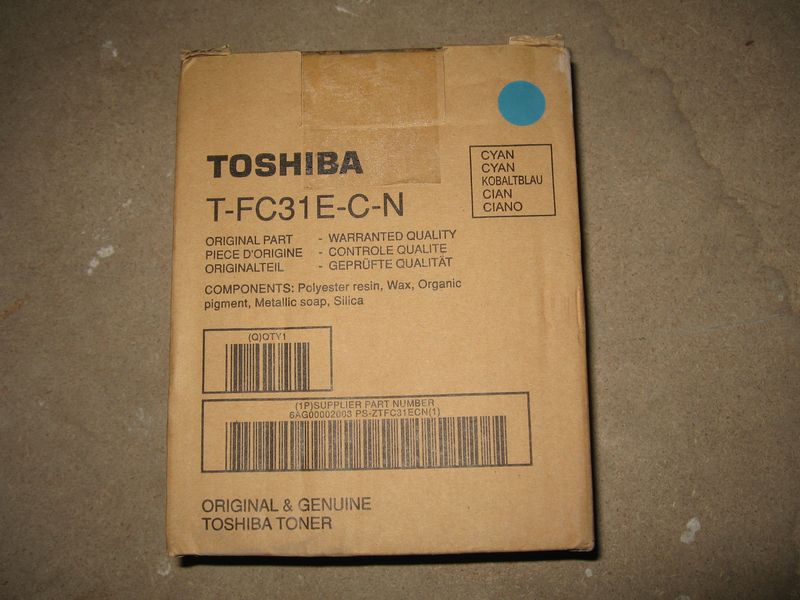 TOSHIBA
T-FC31E-C-N
CYAN
CYAN
KOBALTBLAU
CIAN
CIANO
ORIGINAL PART - WARRANTED QUALITY
PIECE D'ORIGINE - CONTROLE QUALITE
ORIGINALTEIL - GEPRÜFTE QUALITÄT
COMPONENTS: Polyester resin, Wax, Organic
pigment, Metallic soap, Silica
(Q)QTY1
(1P)SUPPLIER PART NUMBER
6AG00002003 PS-ZTFC31ECN(1)
ORIGINAL & GENUINE
TOSHIBA TONER